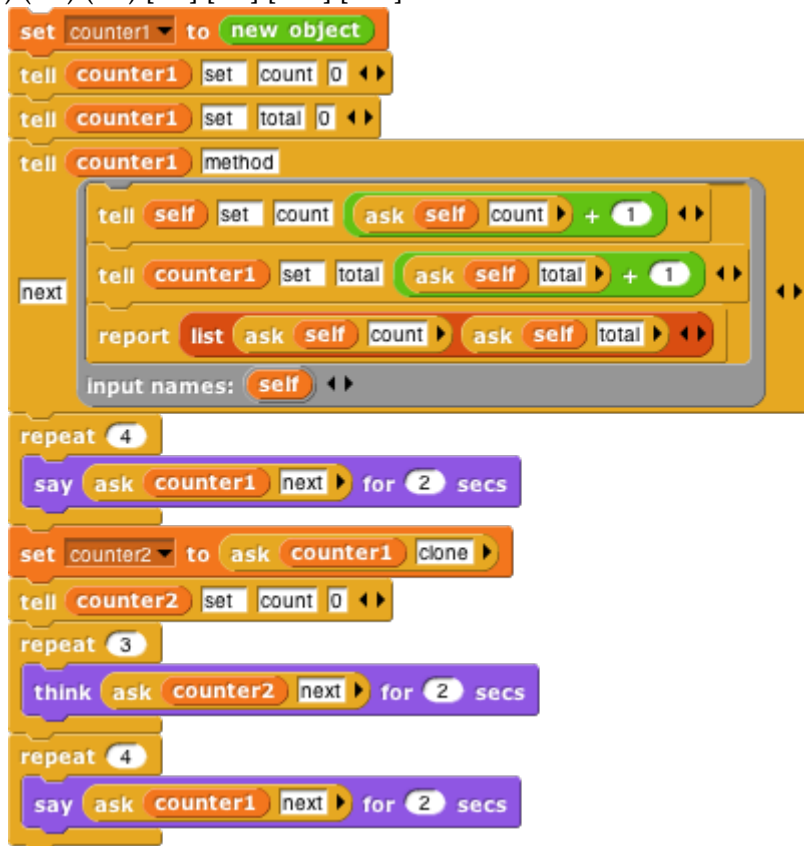 set counter1 to new object
tell counter1 set count 0
tell counter1 set total 0
tell counter1 method
tell self set count ask self count + 1
tell counter1 set total ask self total + 1
next
report list ask self count ask self total
input names: self
repeat 4
say ask counter1 next for 2 secs
set counter2 to ask counter1 clone
tell counter2 set count 0
repeat 3
think ask counter2 next for 2 secs
repeat 4
say ask counter1 next for 2 secs